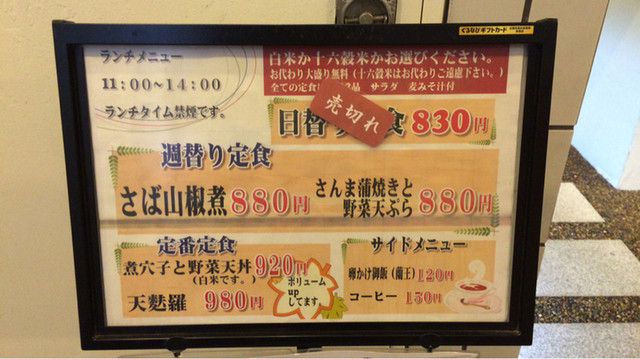 ぐるなびギフトカード
ランチメニュー
11:00~14:00
ランチタイム禁煙です。
白米か十六穀米かお選びください。
お代わり大盛り無料(十六穀米はお代わりご遠慮下さい。)
全ての定食 品 サラダ 麦みそ汁付
売切れ
日替 食 830円
週替り定食
さば山椒煮 880円
さんま蒲焼きと
野菜天ぷら 880円
定番定食
煮穴子と野菜天丼 920円
(白米です。)
天麩羅 980円
ボリューム
up
してます。
サイドメニュー
卵かけ御飯(蘭王) 120円
コーヒー 150円